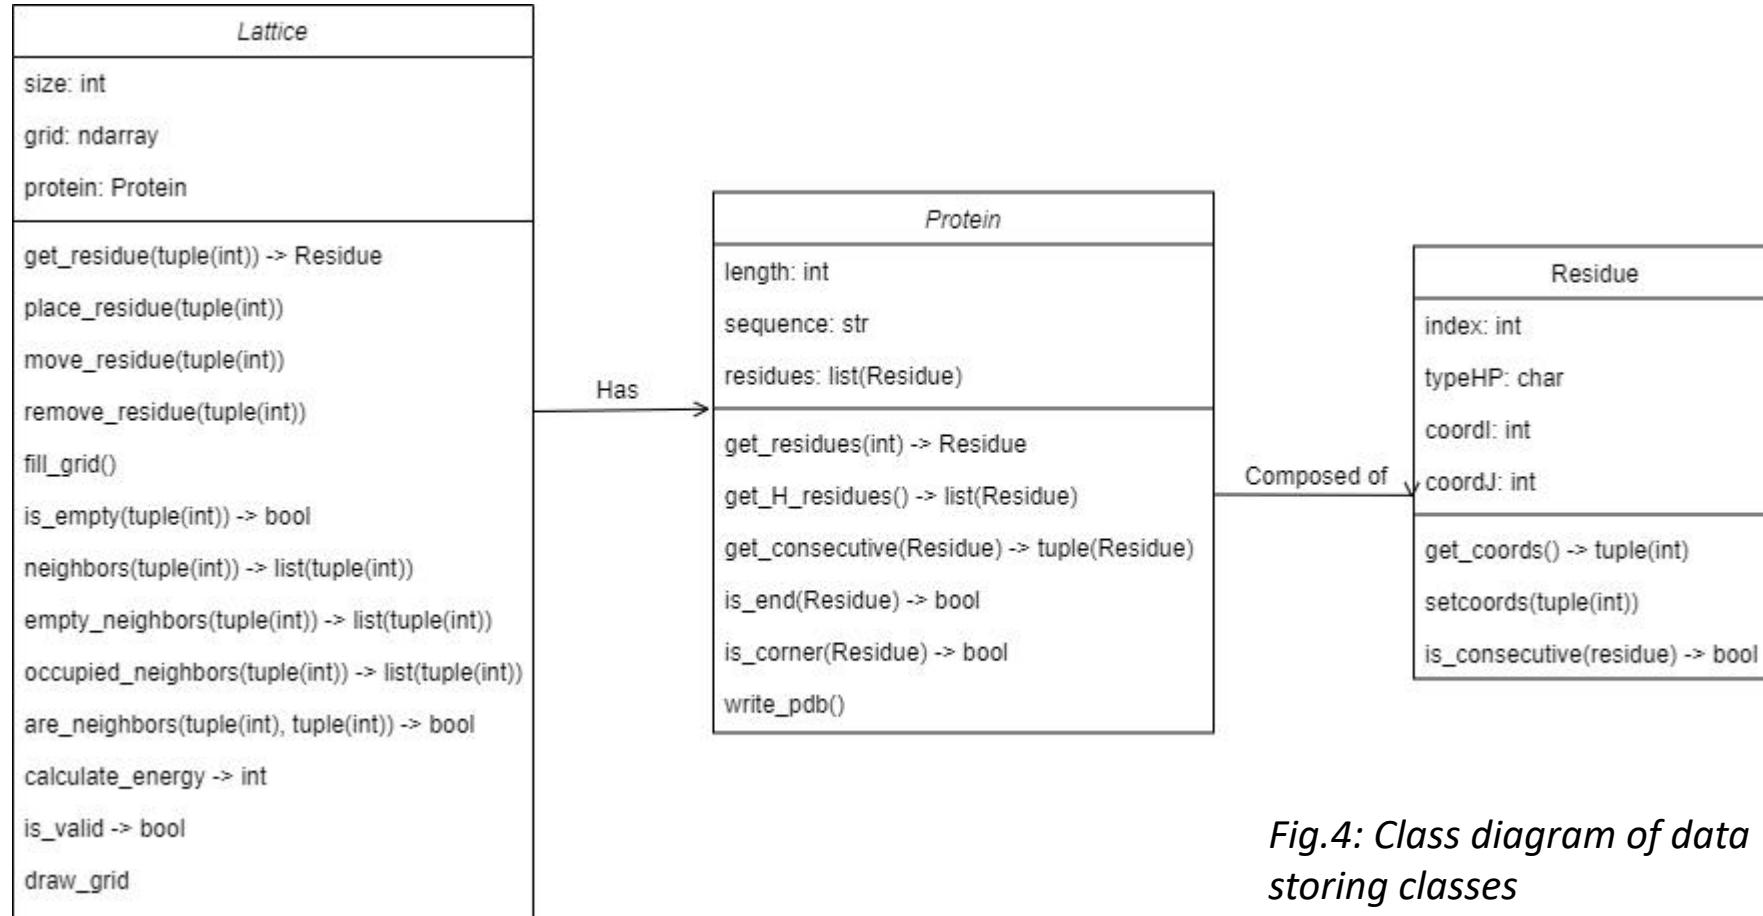 Lattice
size: int
grid: ndarray
protein: Protein
get_residue(tuple(int)) -> Residue
place_residue(tuple(int))
move_residue(tuple(int))
remove_residue(tuple(int))
fill_grid()
is_empty(tuple(int)) -> bool
neighbors(tuple(int)) -> list(tuple(int))
empty_neighbors(tuple(int)) -> list(tuple(int))
occupied_neighbors(tuple(int)) -> list(tuple(int))
are_neighbors(tuple(int), tuple(int)) -> bool
calculate_energy -> int
is_valid -> bool
draw_grid
Has
Protein
length: int
sequence: str
residues: list(Residue)
get_residues(int) -> Residue
get_H_residues() -> list(Residue)
get_consecutive(Residue) -> tuple(Residue)
is_end(Residue) -> bool
is_corner(Residue) -> bool
write_pdb()
Composed of
Residue
index: int
typeHP: char
coordI: int
coordJ: int
get_coords() -> tuple(int)
setcoords(tuple(int))
is_consecutive(residue) -> bool
Fig.4: Class diagram of data
storing classes